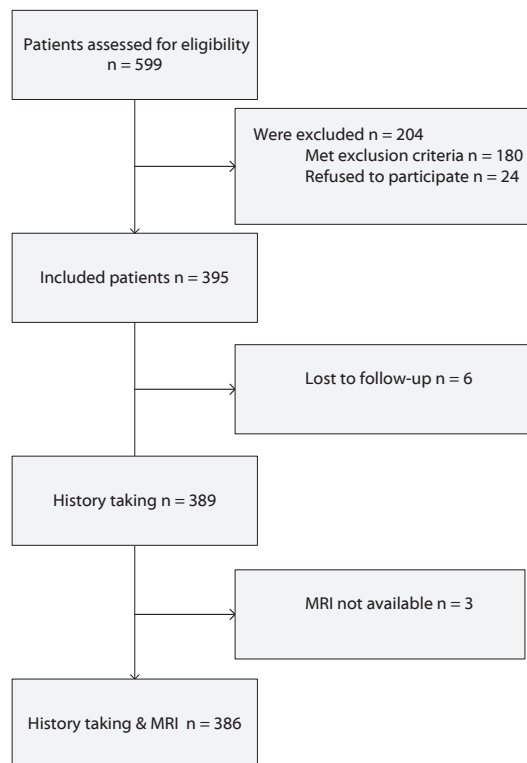 Patients assessed for eligibility
n = 599
Were excluded n = 204
Met exclusion criteria n = 180
Refused to participate n = 24
Included patients n = 395
Lost to follow-up n = 6
History taking n = 389
MRI not available n = 3
History taking & MRI n = 386